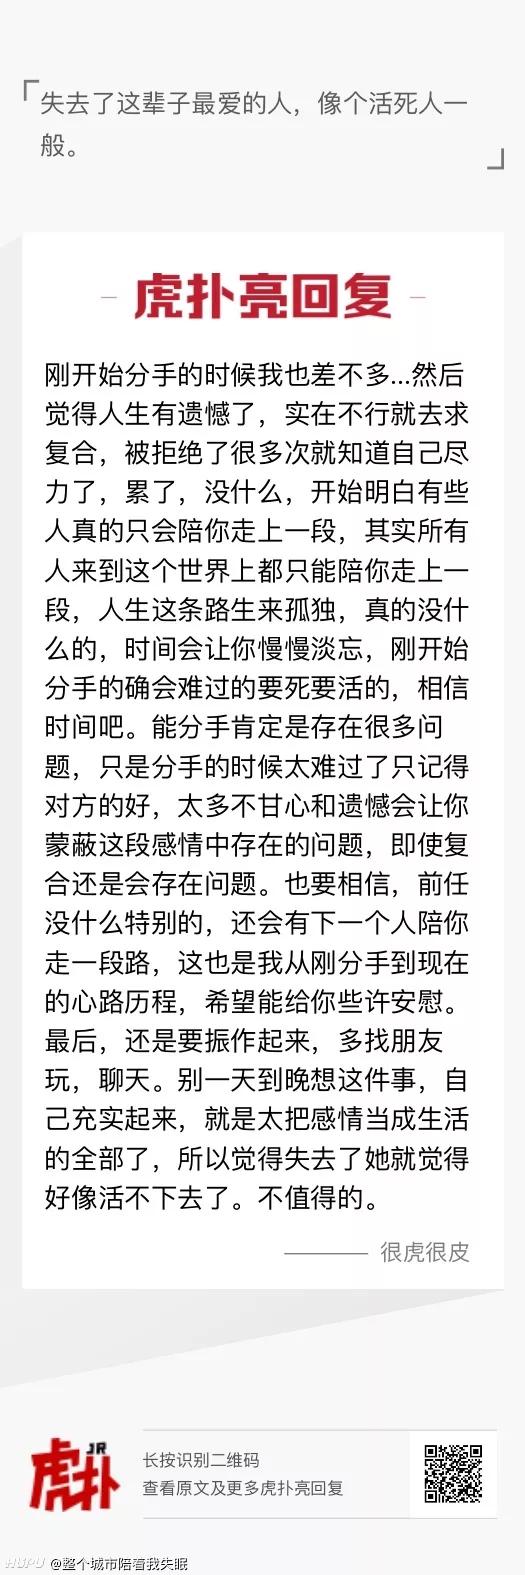 「失去了这辈子最爱的人，像个活死人一
般。」
虎扑亮回复
刚开始分手的时候我也差不多...然后
觉得人生有遗憾了，实在不行就去求
复合，被拒绝了很多次就知道自己尽
力了，累了，没什么，开始明白有些
人真的只会陪你走上一段，其实所有
人来到这个世界上都只能陪你走上一
段，人生这条路生来孤独，真的没什
么的，时间会让你慢慢淡忘，刚开始
分手的确会难过的要死要活的，相信
时间吧。能分手肯定是存在很多问
题，只是分手的时候太难过了只记得
对方的好，太多不甘心和遗憾会让你
蒙蔽这段感情中存在的问题，即使复
合还是会存在问题。也要相信，前任
没什么特别的，还会有下一个人陪你
走一段路，这也是我从刚分手到现在
的心路历程，希望能给你些许安慰。
最后，还是要振作起来，多找朋友
玩，聊天。别一天到晚想这件事，自
己充实起来，就是太把感情当成生活
的全部了，所以觉得失去了她就觉得
好像活不下去了。不值得的。
——— 很虎很皮
虎扑JR
长按识别二维码
查看原文及更多虎扑亮回复
HUPU @整个城市陪着我失眠